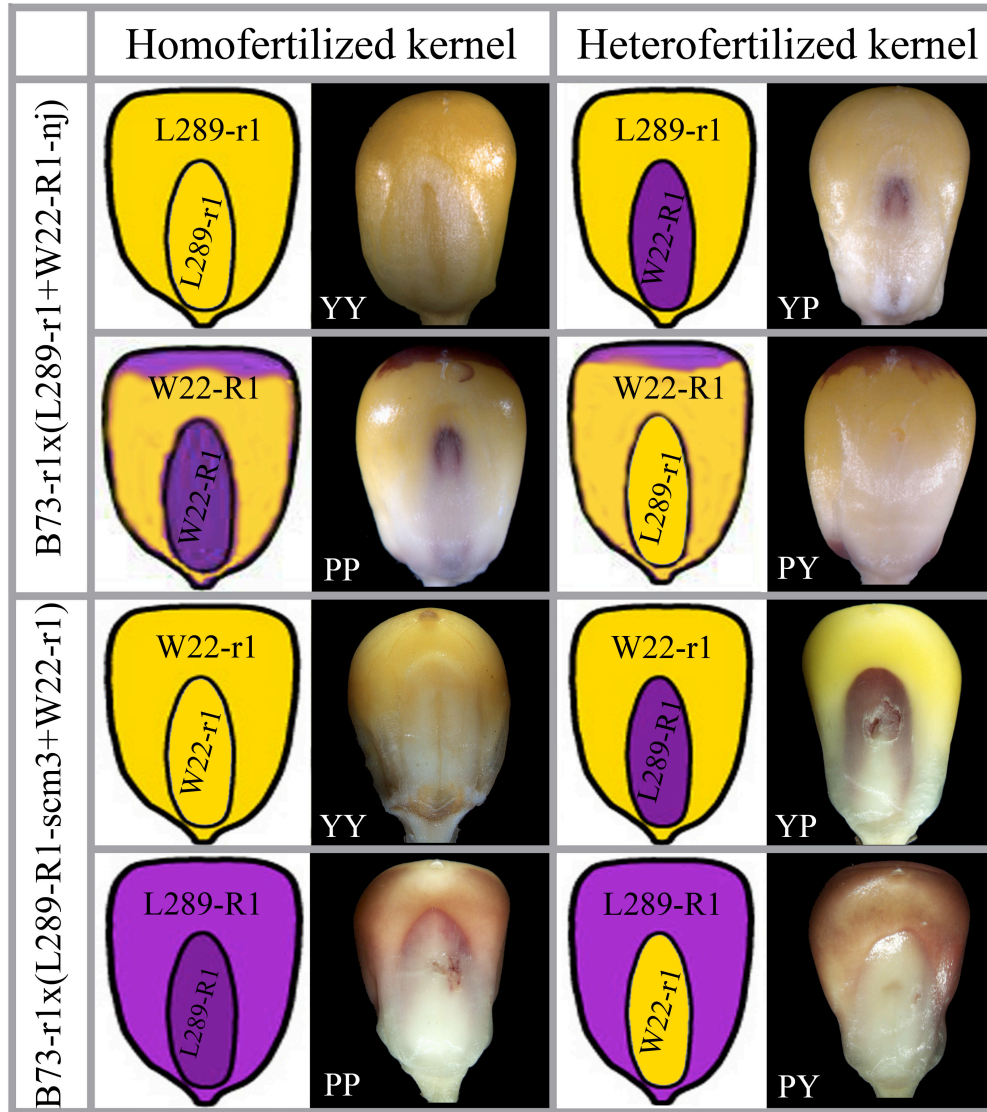 Homofertilized kernel
Heterofertilized kernel
B73-r1x(L289-r1+W22-R1-nj)
L289-r1
L289-r1
YY
L289-r1
W22-R1
YP
W22-R1
W22-R1
PP
W22-R1
L289-r1
PY
B73-r1x(L289-R1-scm3+W22-r1)
W22-r1
W22-r1
YY
W22-r1
L289-R1
YP
L289-R1
L289-R1
PP
L289-R1
W22-r1
PY